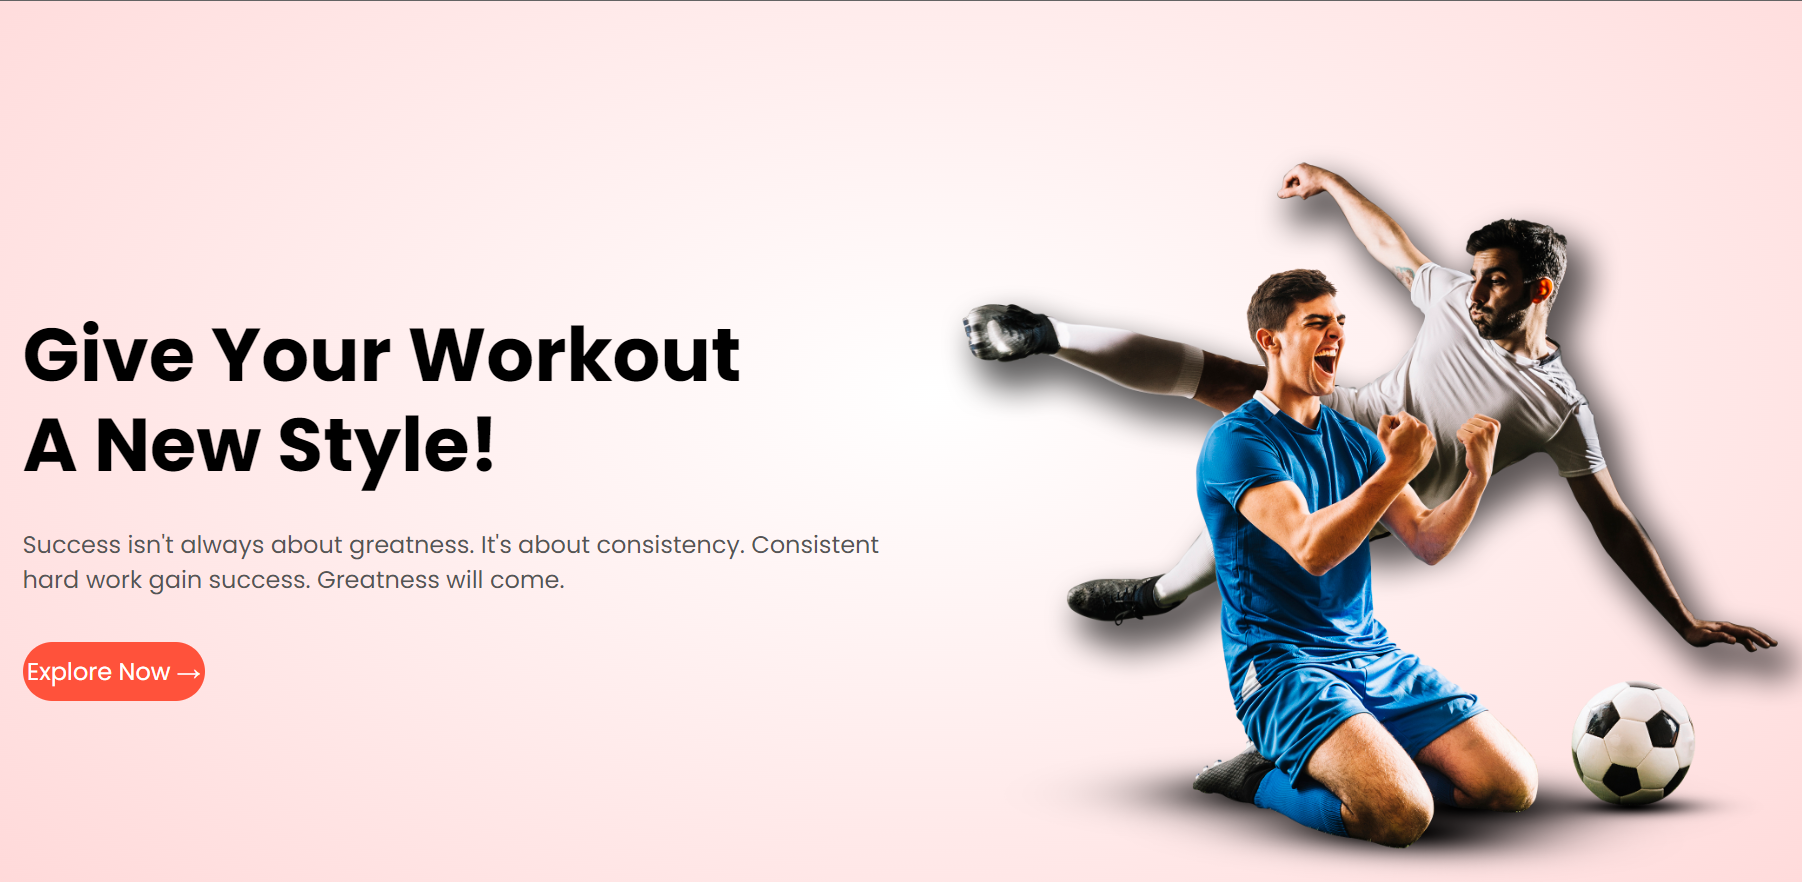 Give Your Workout
A New Style!
Success isn't always about greatness. It's about consistency. Consistent
hard work gain success. Greatness will come.
Explore Now →